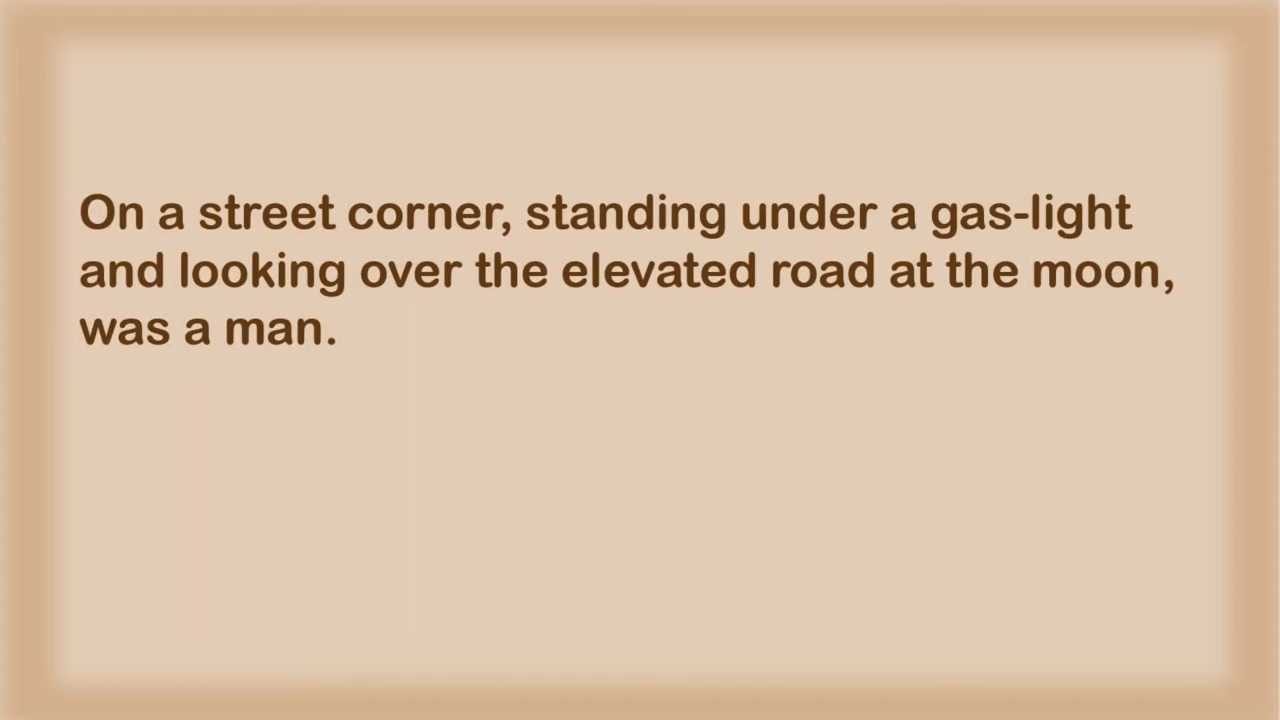 On a street corner, standing under a gas-light
and looking over the elevated road at the moon,
was a man.